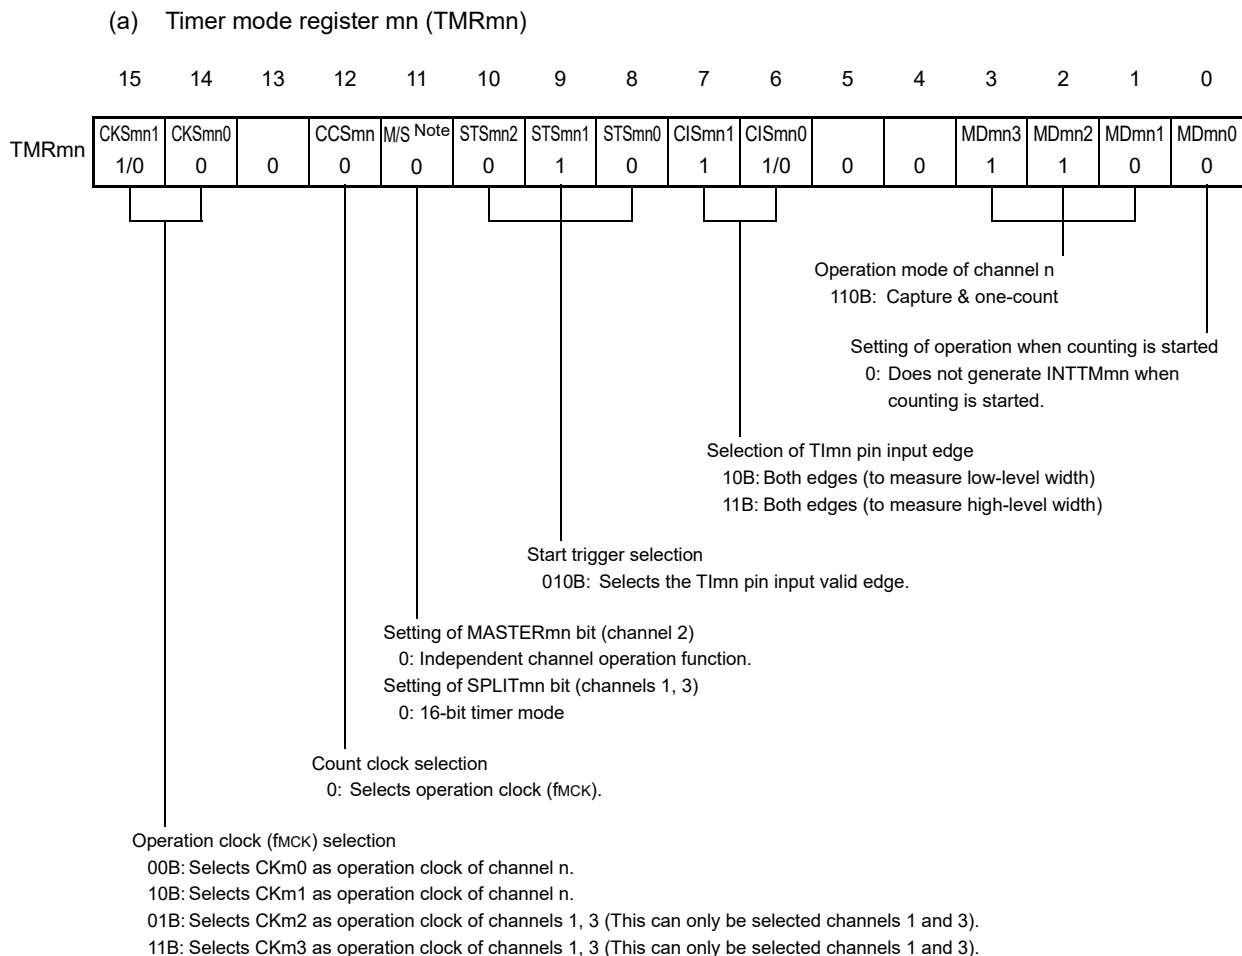 (a) Timer mode register mn (TMRmn)
15 14 13 12 11 10 9 8 7 6 5 4 3 2 1 0
TMRmn CKSmn1 CKSmn0 CCSmn M/S Note STSmn2 STSmn1 STSmn0 CISmn1 CISmn0 MDmn3 MDmn2 MDmn1 MDmn0
1/0 0 0 0 0 0 1 0 1 1/0 0 0 1 1 0 0
Operation mode of channel n
110B: Capture & one-count
Setting of operation when counting is started
0: Does not generate INTTMmn when
counting is started.
Selection of TImn pin input edge
10B: Both edges (to measure low-level width)
11B: Both edges (to measure high-level width)
Start trigger selection
010B: Selects the TImn pin input valid edge.
Setting of MASTERmn bit (channel 2)
0: Independent channel operation function.
Setting of SPLITmn bit (channels 1, 3)
0: 16-bit timer mode
Count clock selection
0: Selects operation clock (fMCK).
Operation clock (fMCK) selection
00B: Selects CKm0 as operation clock of channel n.
10B: Selects CKm1 as operation clock of channel n.
01B: Selects CKm2 as operation clock of channels 1, 3 (This can only be selected channels 1 and 3).
11B: Selects CKm3 as operation clock of channels 1, 3 (This can only be selected channels 1 and 3).